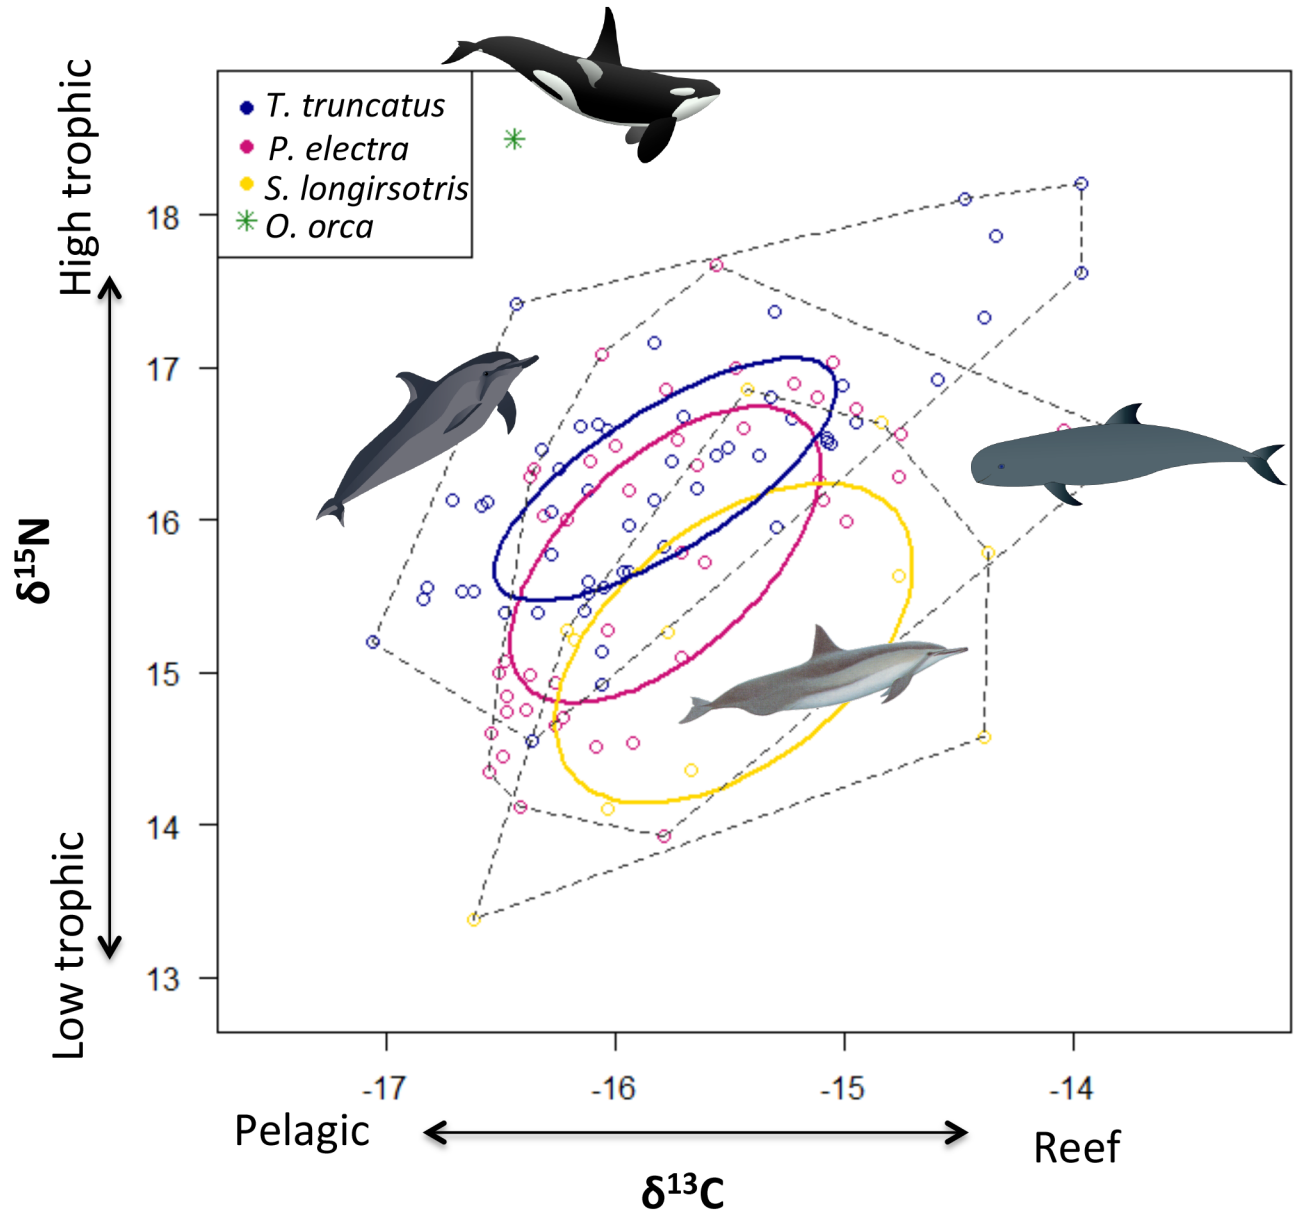 T. truncatus
P. electra
S. longirsotris
O. orca
High trophic
Low trophic
δ15N
18
17
16
15
14
13
-17
-16
-15
-14
Pelagic
Reef
δ13C